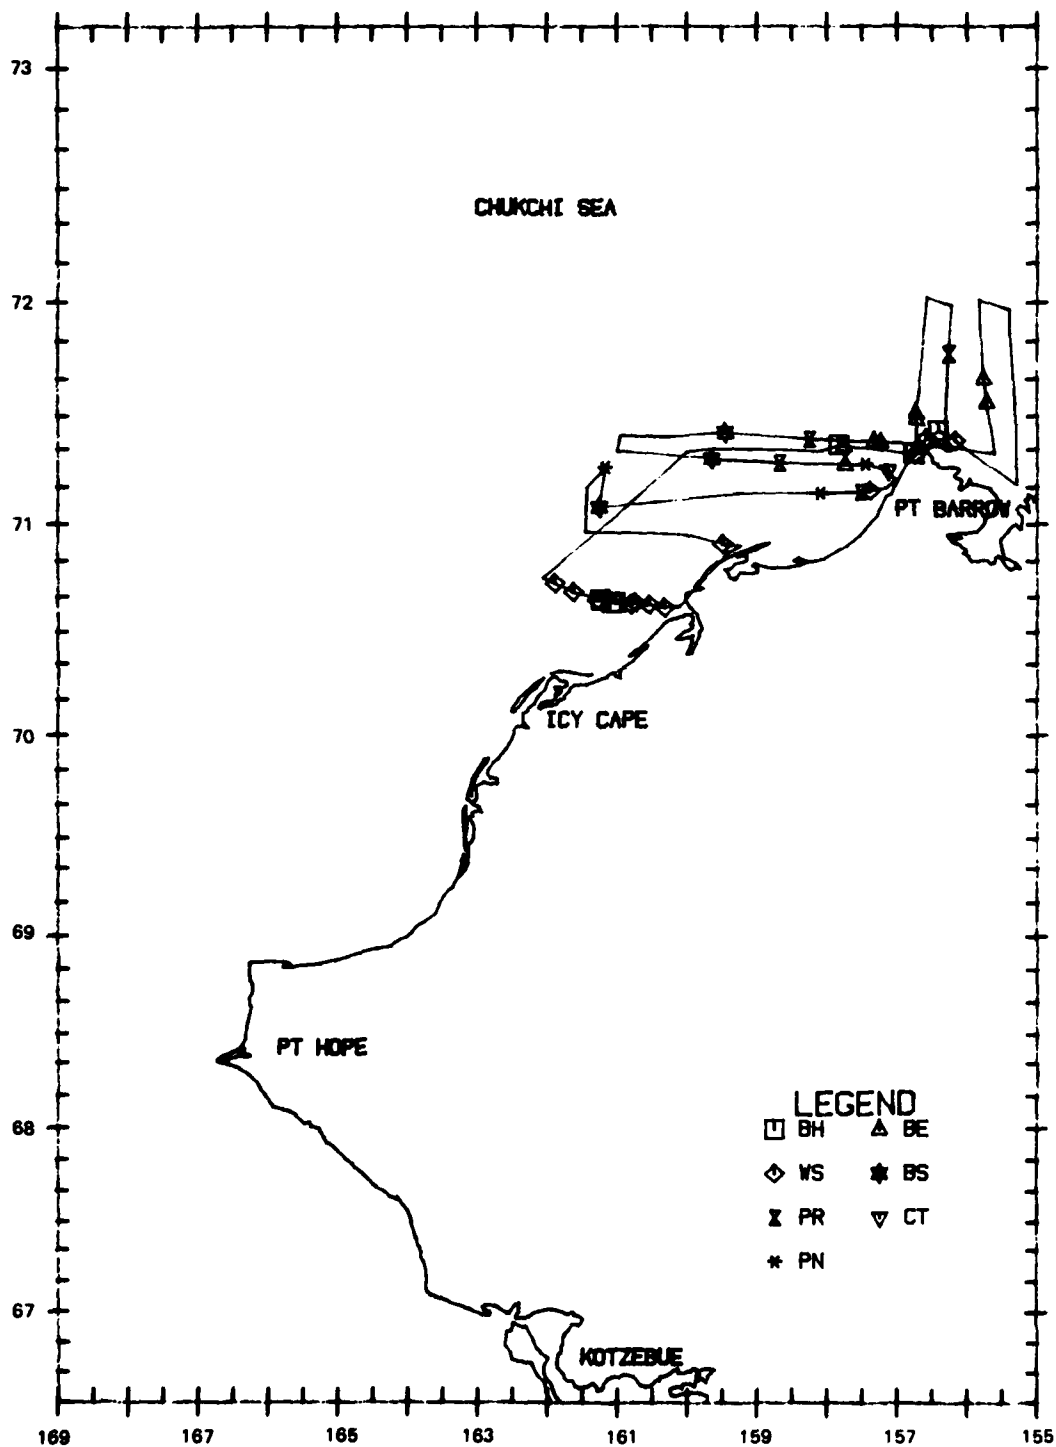 73
CHUKCHI SEA
72
PT BARROW
71
ICY CAPE
70
69
PT HOPE
LEGEND
68
BH BE
WS BS
PR CT
PN
67
KOTZEBUE
169 167 165 163 161 159 157 155